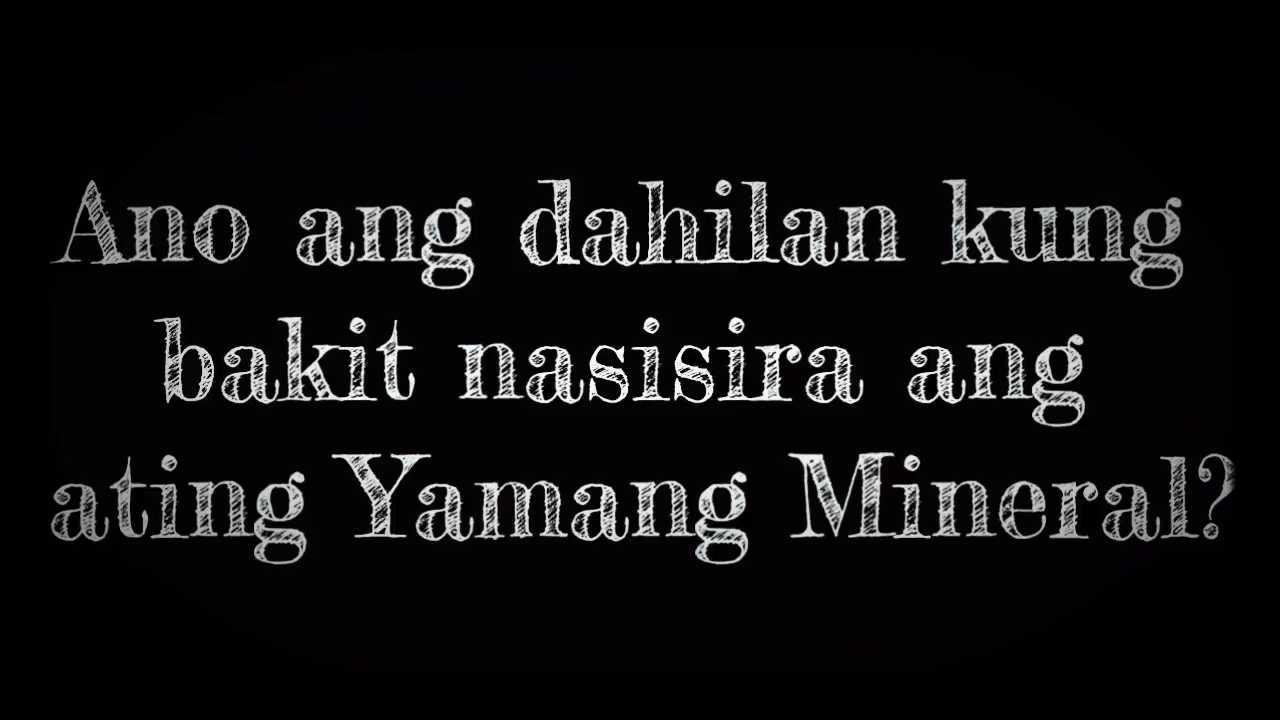 Ano ang dahilan kung
bakit nasisira ang
ating Yamang Mineral?